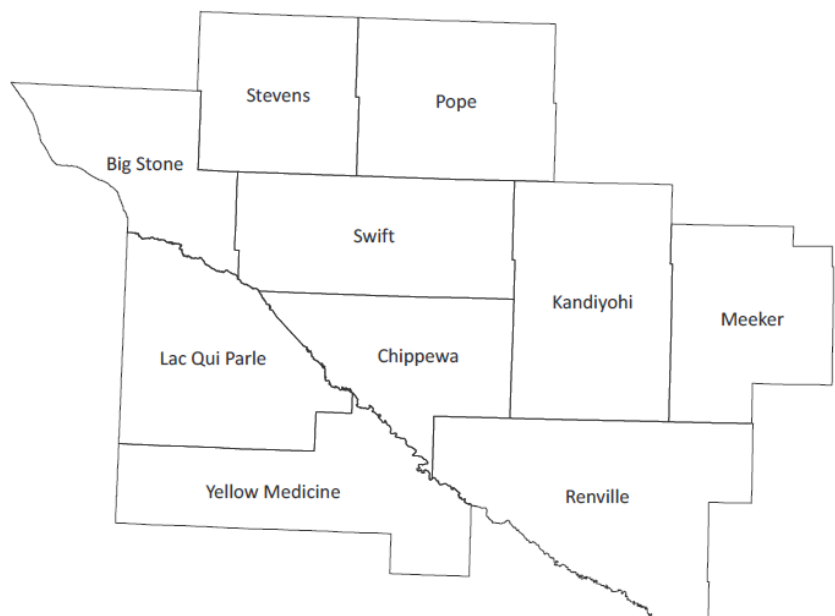 Stevens
Pope
Big Stone
Swift
Kandiyohi
Meeker
Lac Qui Parle
Chippewa
Yellow Medicine
Renville